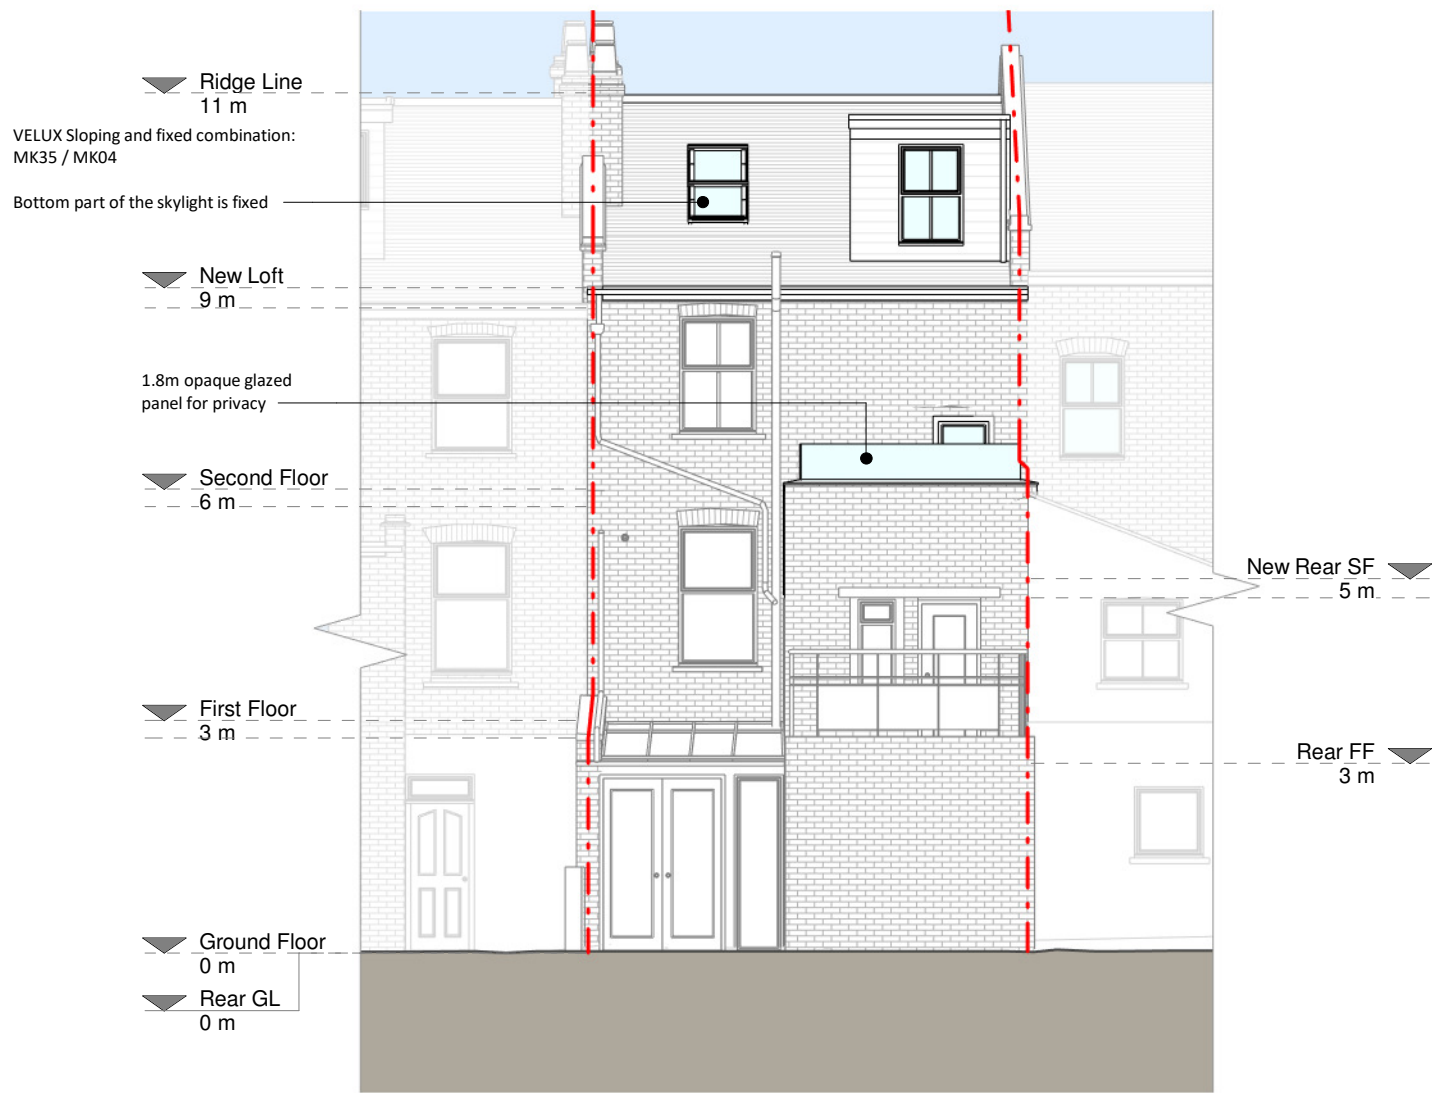 Ridge Line
11 m
VELUX Sloping and fixed combination:
MK35 / MK04
Bottom part of the skylight is fixed
New Loft
9 m
1.8m opaque glazed
panel for privacy
Second Floor
6 m
New Rear SF
5 m
First Floor
3 m
Rear FF
3 m
Ground Floor
0 m
Rear GL
0 m